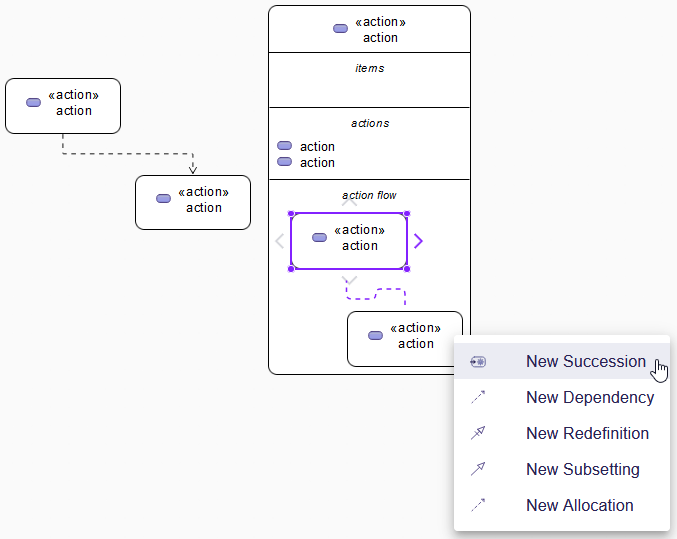 «action»
action
«action»
action
«action»
action
items
actions
action
action
action flow
«action»
action
«action»
action
New Succession
New Dependency
New Redefinition
New Subsetting
New Allocation